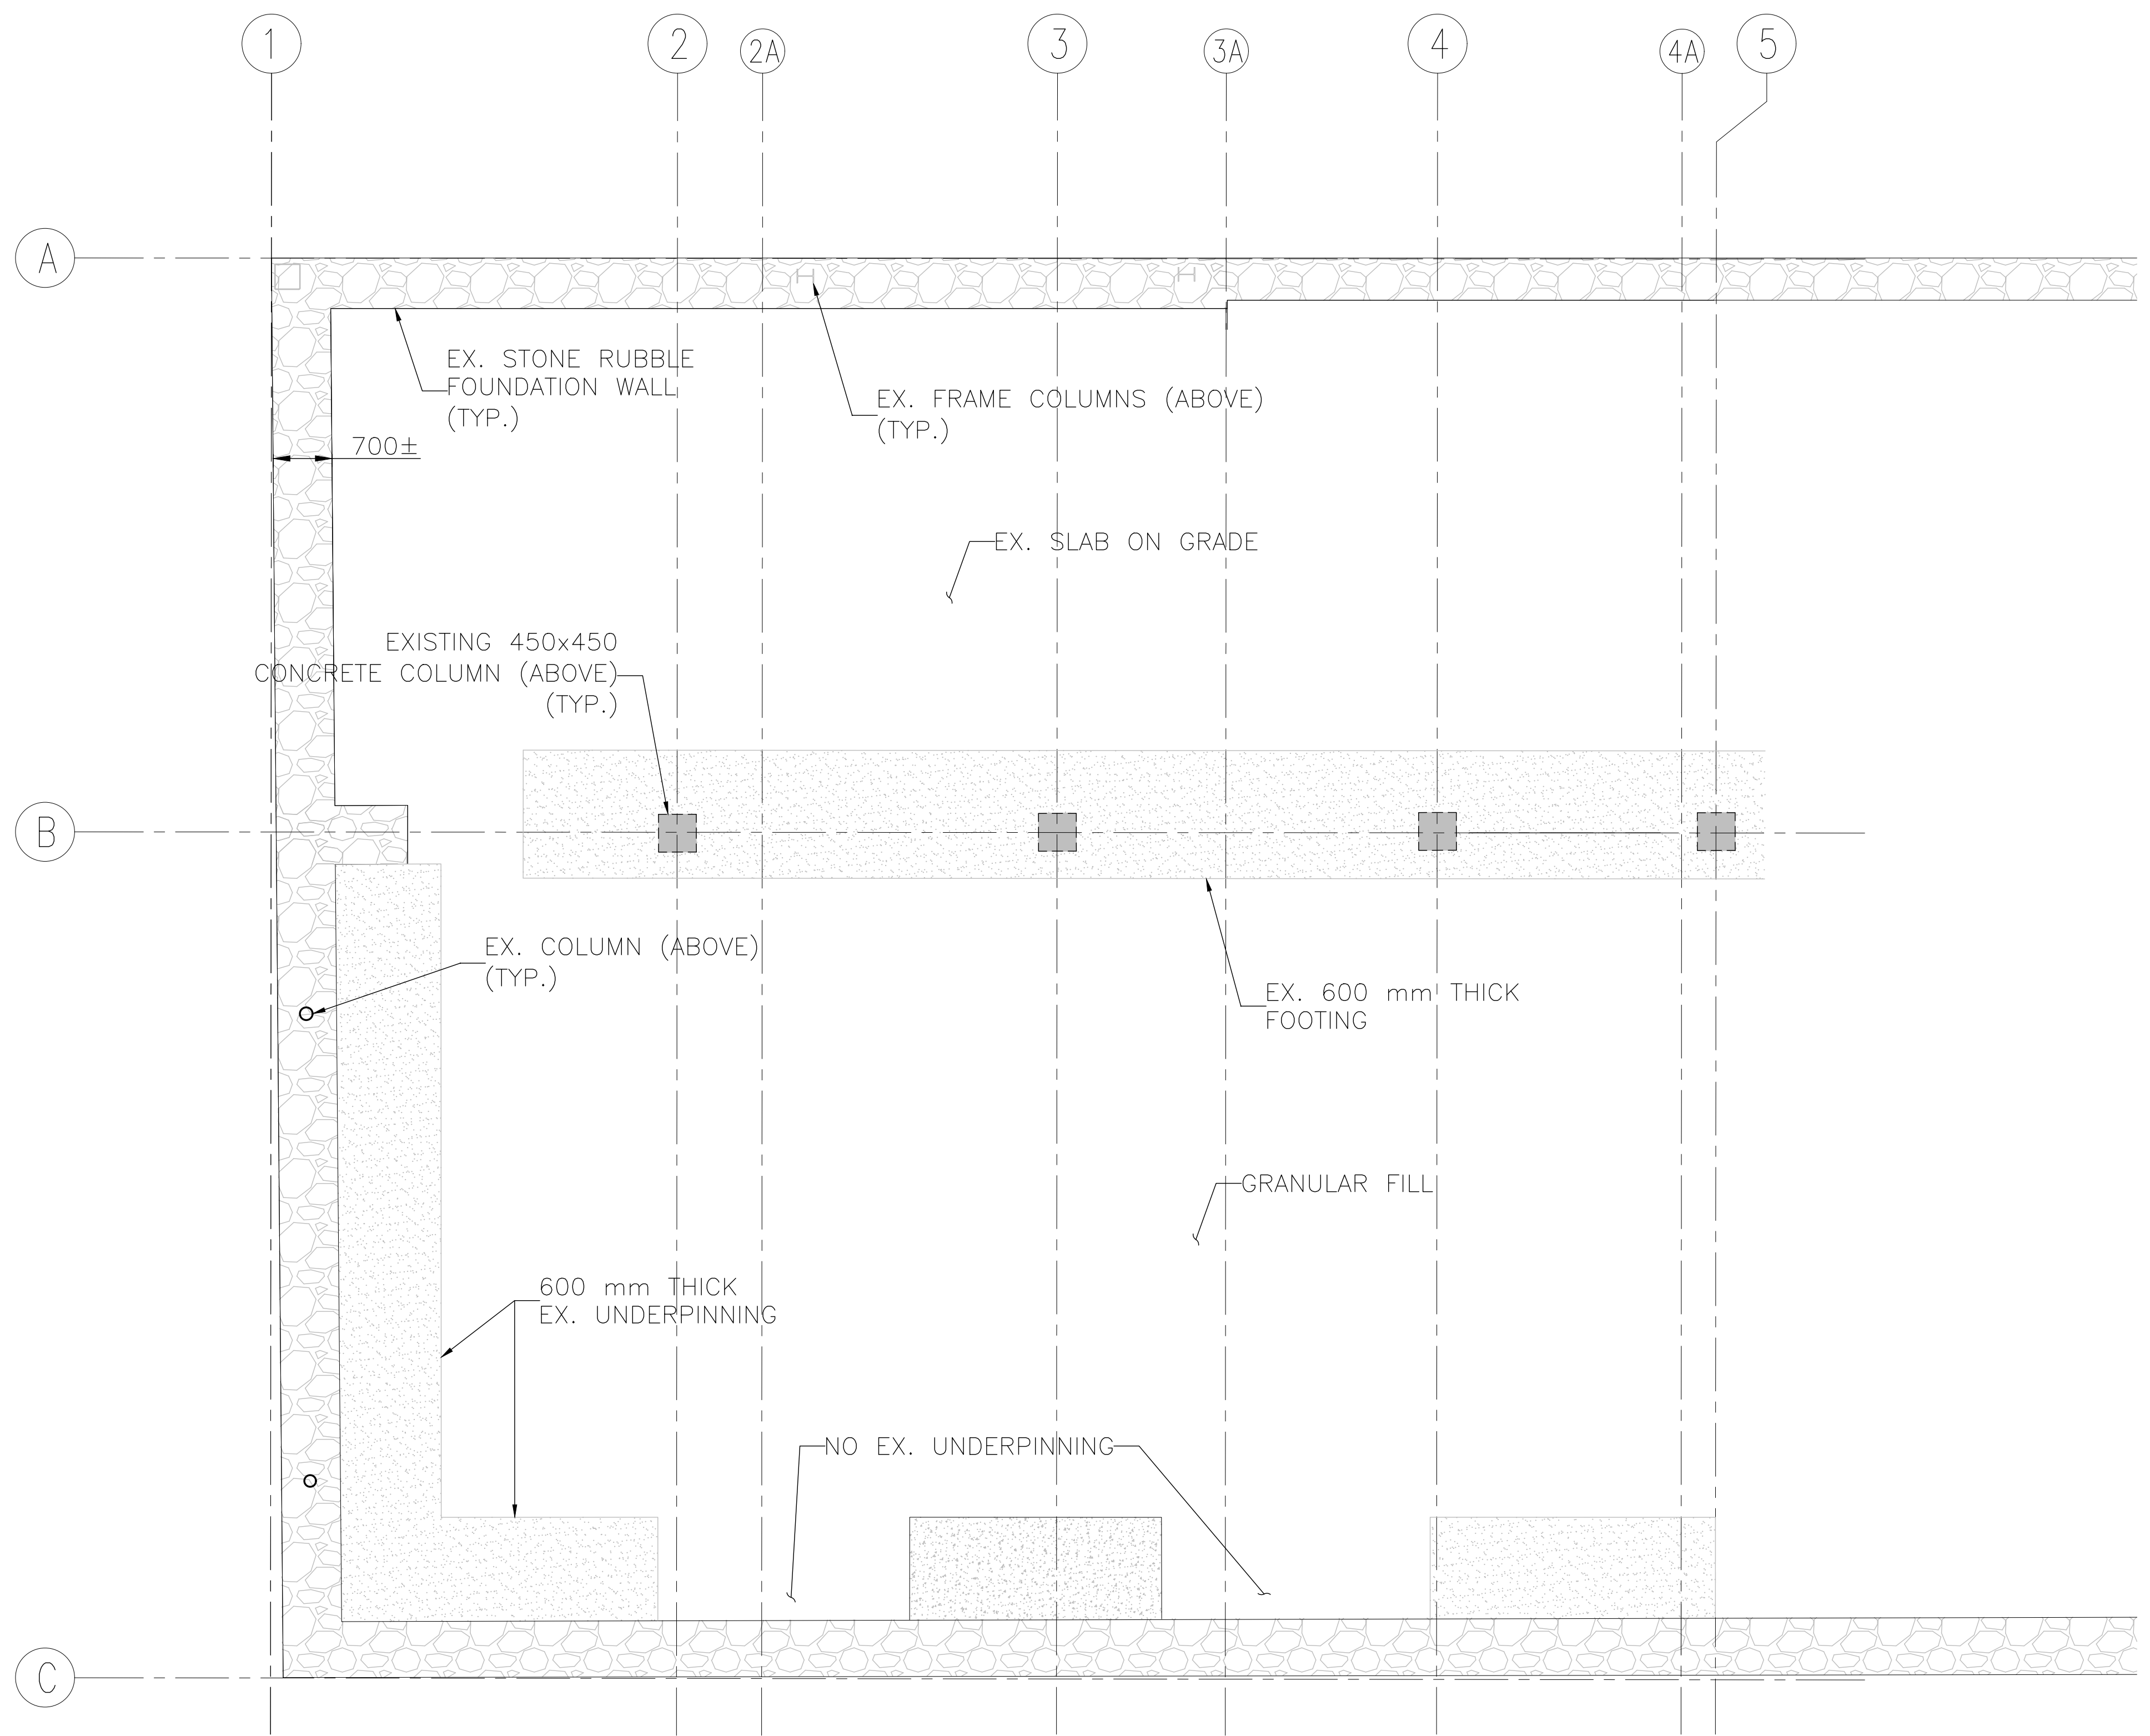 1
2
2A
3
3A
4
4A
5
A
EX. STONE RUBBLE
FOUNDATION WALL
(TYP.)
EX. FRAME COLUMNS (ABOVE)
(TYP.)
700±
EX. SLAB ON GRADE
EXISTING 450x450
CONCRETE COLUMN (ABOVE)
(TYP.)
B
EX. COLUMN (ABOVE)
(TYP.)
EX. 600 mm THICK
FOOTING
GRANULAR FILL
600 mm THICK
EX. UNDERPINNING
NO EX. UNDERPINNING
C